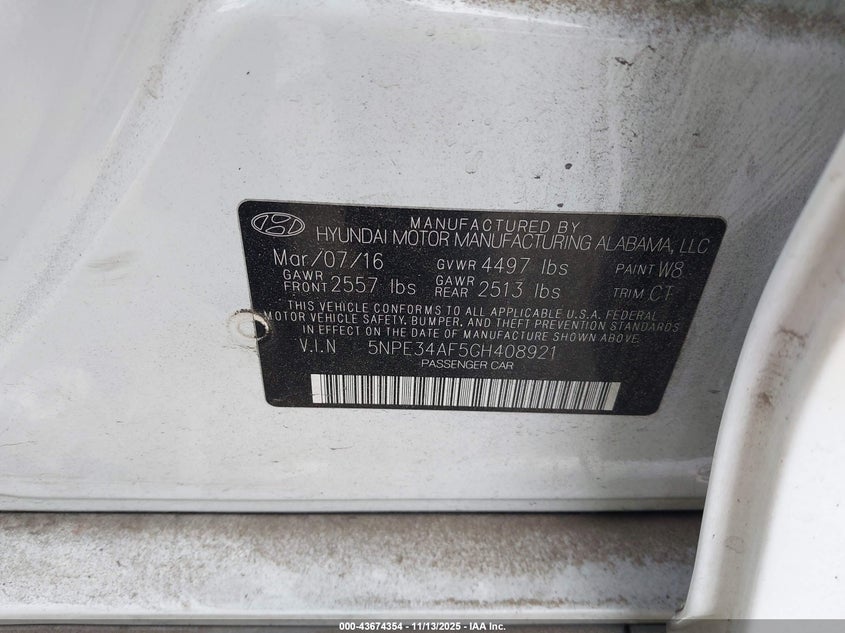 MANUFACTURED BY
HYUNDAI MOTOR MANUFACTURING ALABAMA, LLC
Mar/07/16 GVWR 4497 lbs PAINT W8
GAWR FRONT 2557 lbs GAWR REAR 2513 lbs TRIM CT
THIS VEHICLE CONFORMS TO ALL APPLICABLE U.S.A. FEDERAL
MOTOR VEHICLE SAFETY, BUMPER, AND THEFT PREVENTION STANDARDS
IN EFFECT ON THE DATE OF MANUFACTURE SHOWN ABOVE.
V.I.N 5NPE34AF5GH408921
PASSENGER CAR
000-43674354 - 11/13/2025 - IAA Inc.